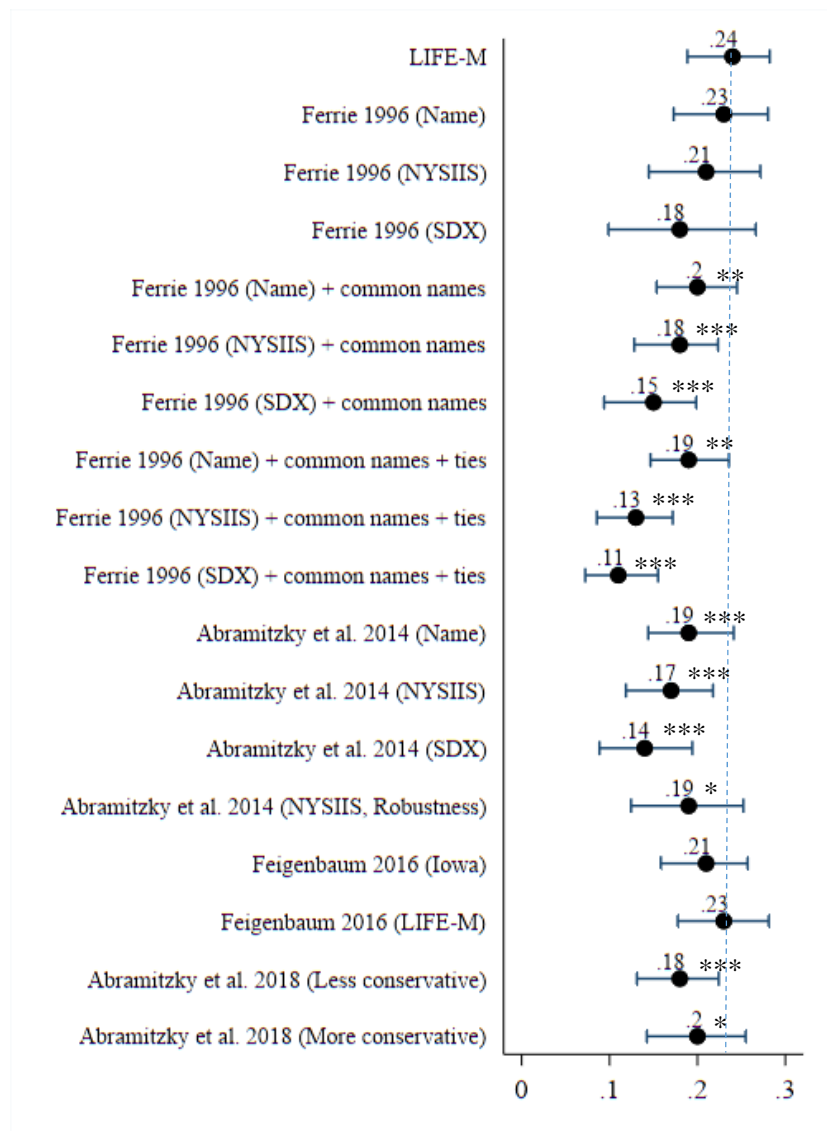 LIFE-M .24
Ferrie 1996 (Name) .23
Ferrie 1996 (NYSIIS) .21
Ferrie 1996 (SDX) .18
Ferrie 1996 (Name) + common names .2 **
Ferrie 1996 (NYSIIS) + common names .18 ***
Ferrie 1996 (SDX) + common names .15 ***
Ferrie 1996 (Name) + common names + ties .19 **
Ferrie 1996 (NYSIIS) + common names + ties .13 ***
Ferrie 1996 (SDX) + common names + ties .11 ***
Abramitzky et al. 2014 (Name) .19 ***
Abramitzky et al. 2014 (NYSIIS) .17 ***
Abramitzky et al. 2014 (SDX) .14 ***
Abramitzky et al. 2014 (NYSIIS, Robustness) .19 *
Feigenbaum 2016 (Iowa) .21
Feigenbaum 2016 (LIFE-M) .23
Abramitzky et al. 2018 (Less conservative) .18 ***
Abramitzky et al. 2018 (More conservative) .2 *
0 .1 .2 .3